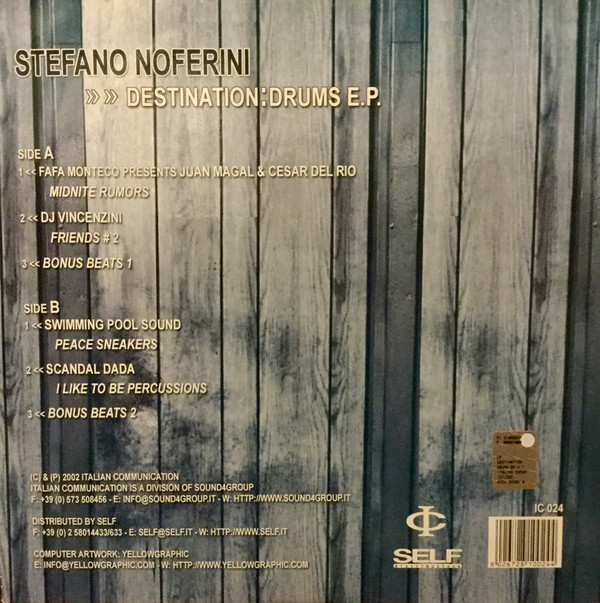 STEFANO NOFERINI
»» DESTINATION:DRUMS E.P.
SIDE A
1 << FAFA MONTECO PRESENTS JUAN MAGAL & CESAR DEL RIO
MIDNITE RUMORS
2 << DJ VINCENZINI
FRIENDS # 2
3 << BONUS BEATS 1
SIDE B
1 << SWIMMING POOL SOUND
PEACE SNEAKERS
2 << SCANDAL DADA
I LIKE TO BE PERCUSSIONS
3 << BONUS BEATS 2
(C) & (P) 2002 ITALIAN COMMUNICATION
ITALIAN COMMUNICATION IS A DIVISION OF SOUND4GROUP
F: +39 (0) 573 508456 - E: INFO@SOUND4GROUP.IT - W: HTTP://WWW.SOUND4GROUP.IT
DISTRIBUTED BY SELF
F: +39 (0) 2 58014433/633 - E: SELF@SELF.IT - W: HTTP://WWW.SELF.IT
COMPUTER ARTWORK: YELLOWGRAPHIC
E: INFO@YELLOWGRAPHIC.COM - W: HTTP://WWW.YELLOWGRAPHIC.COM
SELF
IC 024